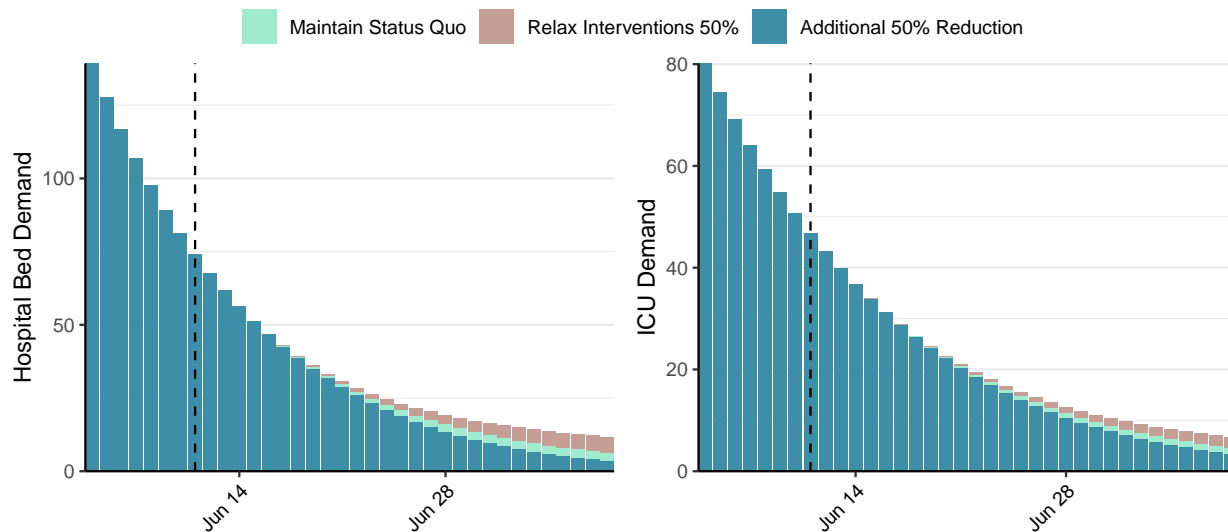 Maintain Status Quo Relax Interventions 50% Additional 50% Reduction
Hospital Bed Demand
100
50
0
Jun 14
Jun 28
ICU Demand
80
60
40
20
0
Jun 14
Jun 28